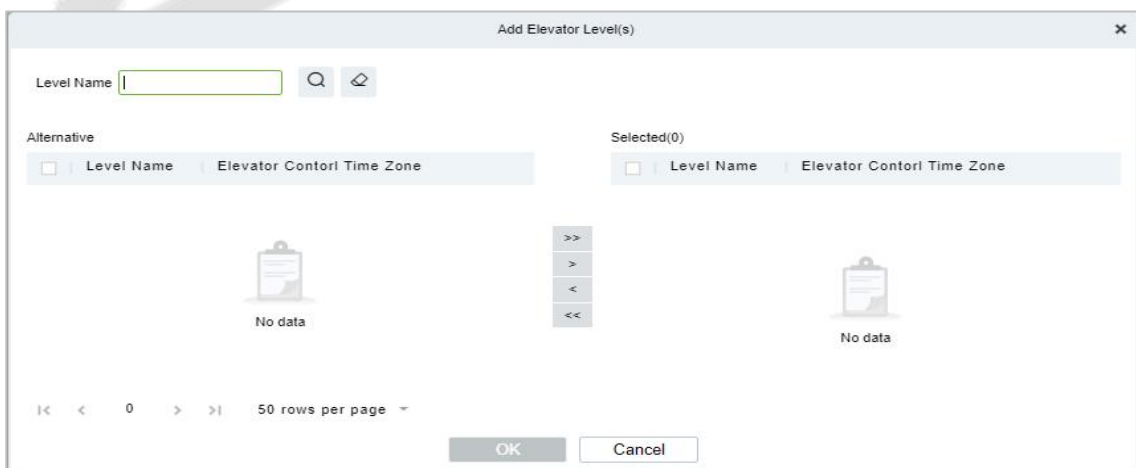 Add Elevator Level(s) ×
Level Name
Alternative Selected(0)
Level Name Elevator Contorl Time Zone Level Name Elevator Contorl Time Zone
>>
>
<
<<
No data
No data
|< < 0 > >| 50 rows per page
OK Cancel